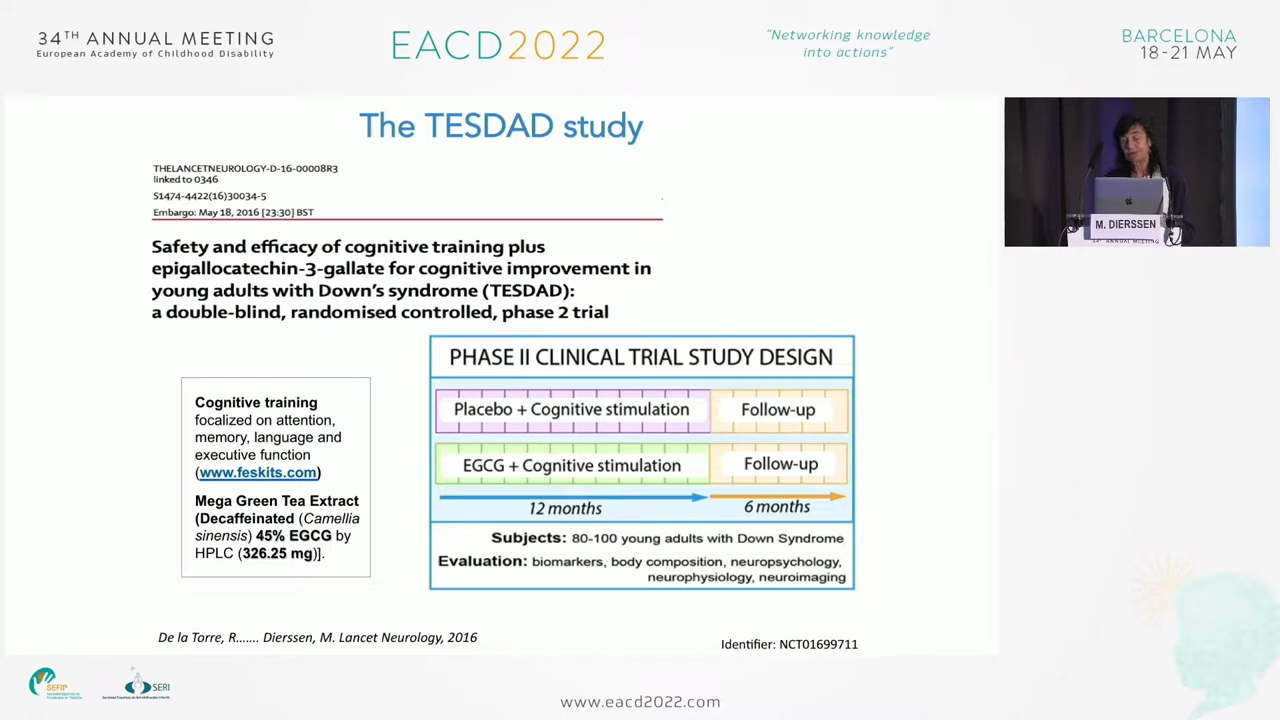 34TH ANNUAL MEETING
European Academy of Childhood Disability
EACD2022
"Networking knowledge
into actions"
BARCELONA
18-21 MAY
The TESDAD study
THELANCETNEUROLOGY-D-16-00008R3
linked to 0346
S1474-4422(16)30034-5
Embargo: May 18, 2016 [23:30] BST
Safety and efficacy of cognitive training plus
epigallocatechin-3-gallate for cognitive improvement in
young adults with Down's syndrome (TESDAD):
a double-blind, randomised controlled, phase 2 trial
Cognitive training
focalized on attention,
memory, language and
executive function
(www.feskits.com)
Mega Green Tea Extract
(Decaffeinated (Camellia
sinensis) 45% EGCG by
HPLC (326.25 mg)].
PHASE II CLINICAL TRIAL STUDY DESIGN
Placebo + Cognitive stimulation
Follow-up
EGCG + Cognitive stimulation
Follow-up
12 months
6 months
Subjects: 80-100 young adults with Down Syndrome
Evaluation: biomarkers, body composition, neuropsychology,
neurophysiology, neuroimaging
De la Torre, R....... Dierssen, M. Lancet Neurology, 2016
Identifier: NCT01699711
M. DIERSSEN
34TH ANNUAL MEETING
SEFIP
SERI
www.eacd2022.com